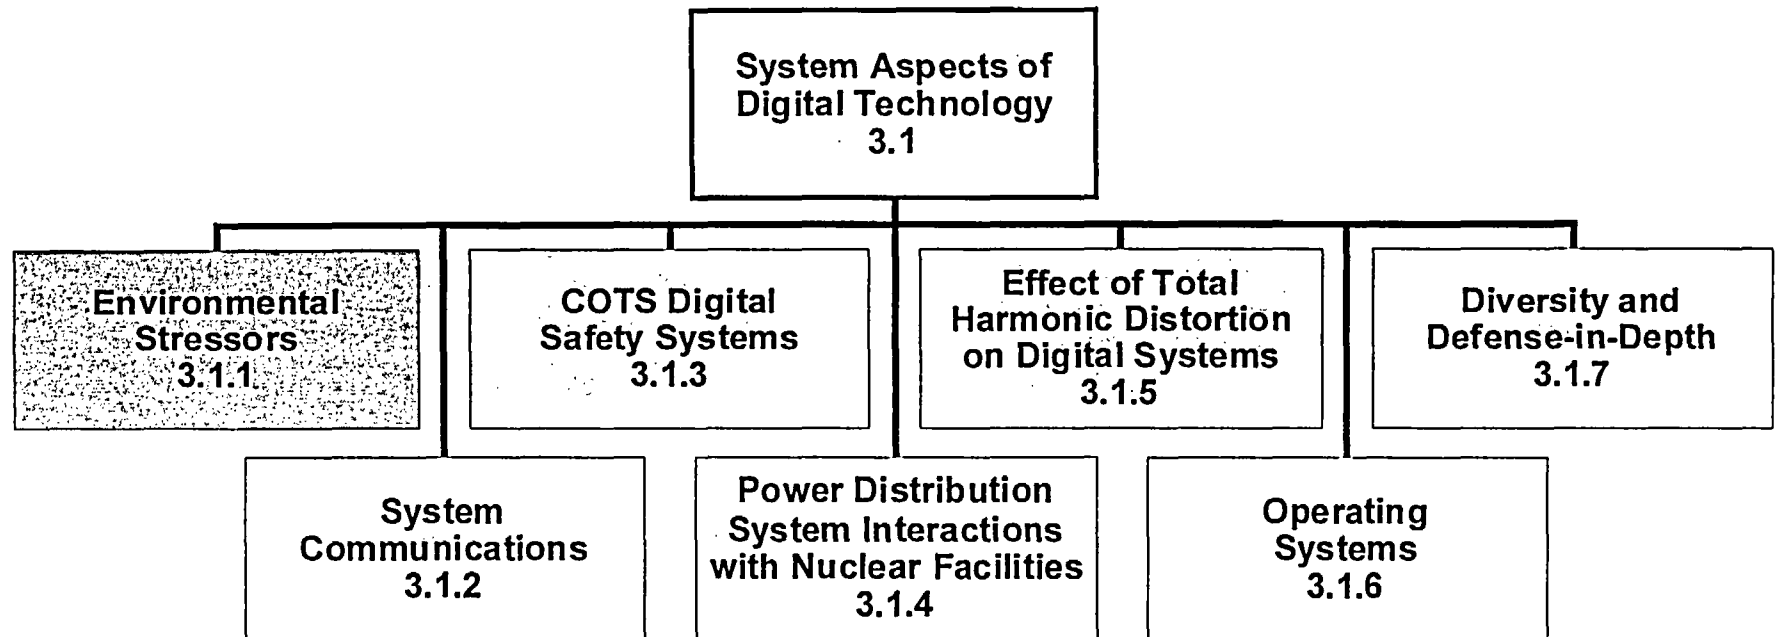 System Aspects of
Digital Technology
3.1
Environmental
Stressors
3.1.1
System
Communications
3.1.2
COTS Digital
Safety Systems
3.1.3
Power Distribution
System Interactions
with Nuclear Facilities
3.1.4
Effect of Total
Harmonic Distortion
on Digital Systems
3.1.5
Operating
Systems
3.1.6
Diversity and
Defense-in-Depth
3.1.7